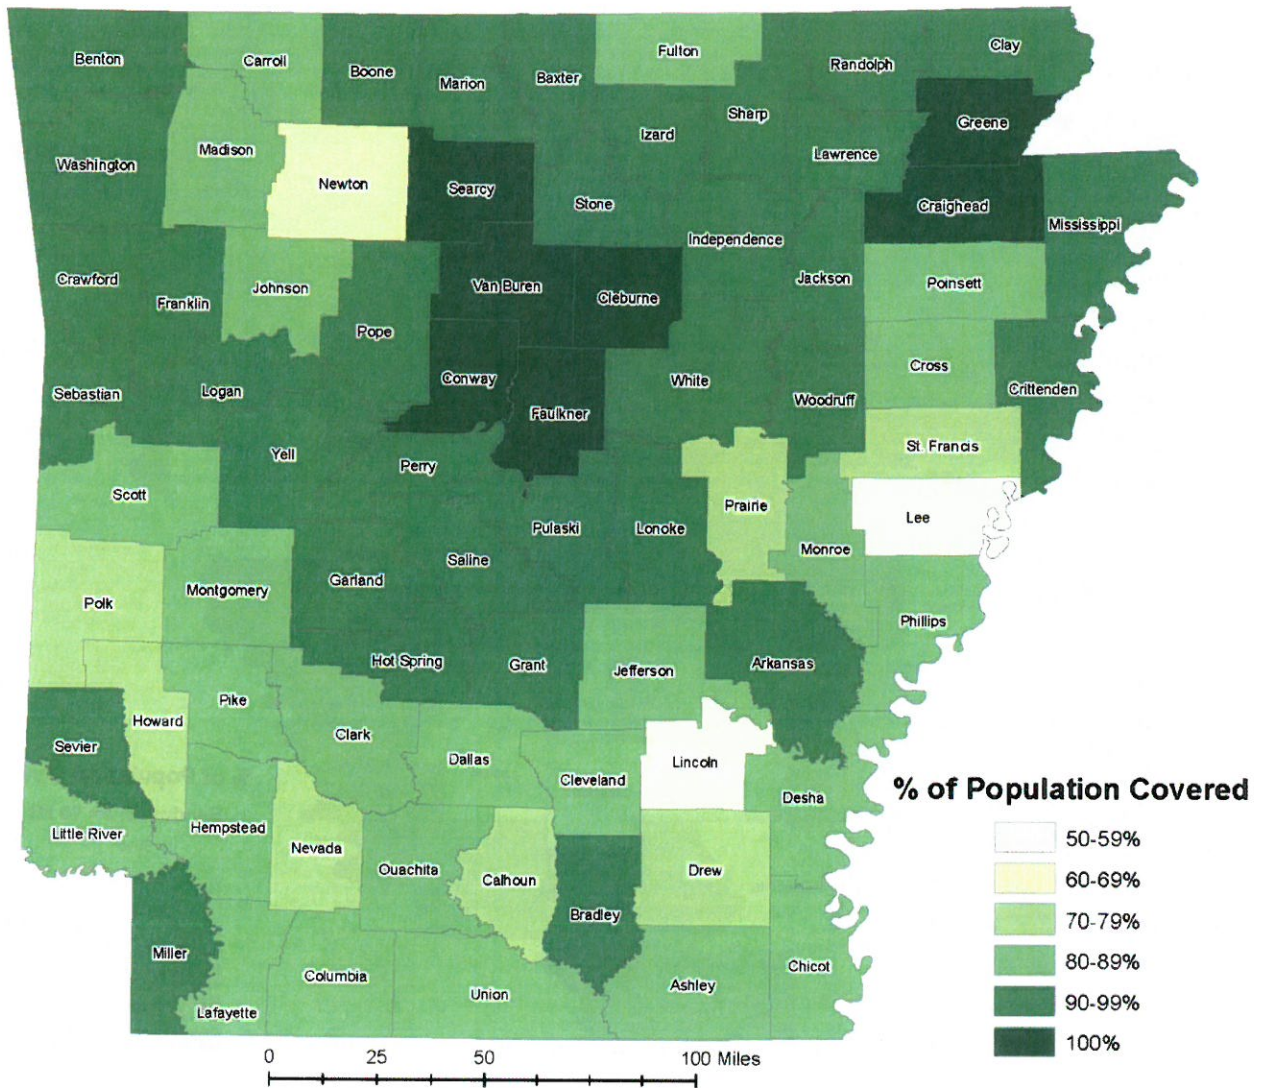 Benton
Carroll
Boone
Marion
Baxter
Fulton
Randolph
Clay
Sharp
Izard
Greene
Washington
Madison
Newton
Searcy
Stone
Lawrence
Craighead
Mississippi
Independence
Crawford
Franklin
Johnson
Pope
Van Buren
Cleburne
Jackson
Poinsett
Sebastian
Logan
Conway
Faulkner
White
Woodruff
Cross
Crittenden
Yell
Perry
St. Francis
Scott
Pulaski
Lonoke
Prairie
Monroe
Lee
Polk
Montgomery
Garland
Saline
Phillips
Hot Spring
Grant
Jefferson
Arkansas
Sevier
Howard
Pike
Clark
Dallas
Cleveland
Lincoln
Desha
Little River
Hempstead
Nevada
Ouachita
Calhoun
Bradley
Drew
Miller
Lafayette
Columbia
Union
Ashley
Chicot
% of Population Covered
50-59%
60-69%
70-79%
80-89%
90-99%
100%
0 25 50 100 Miles